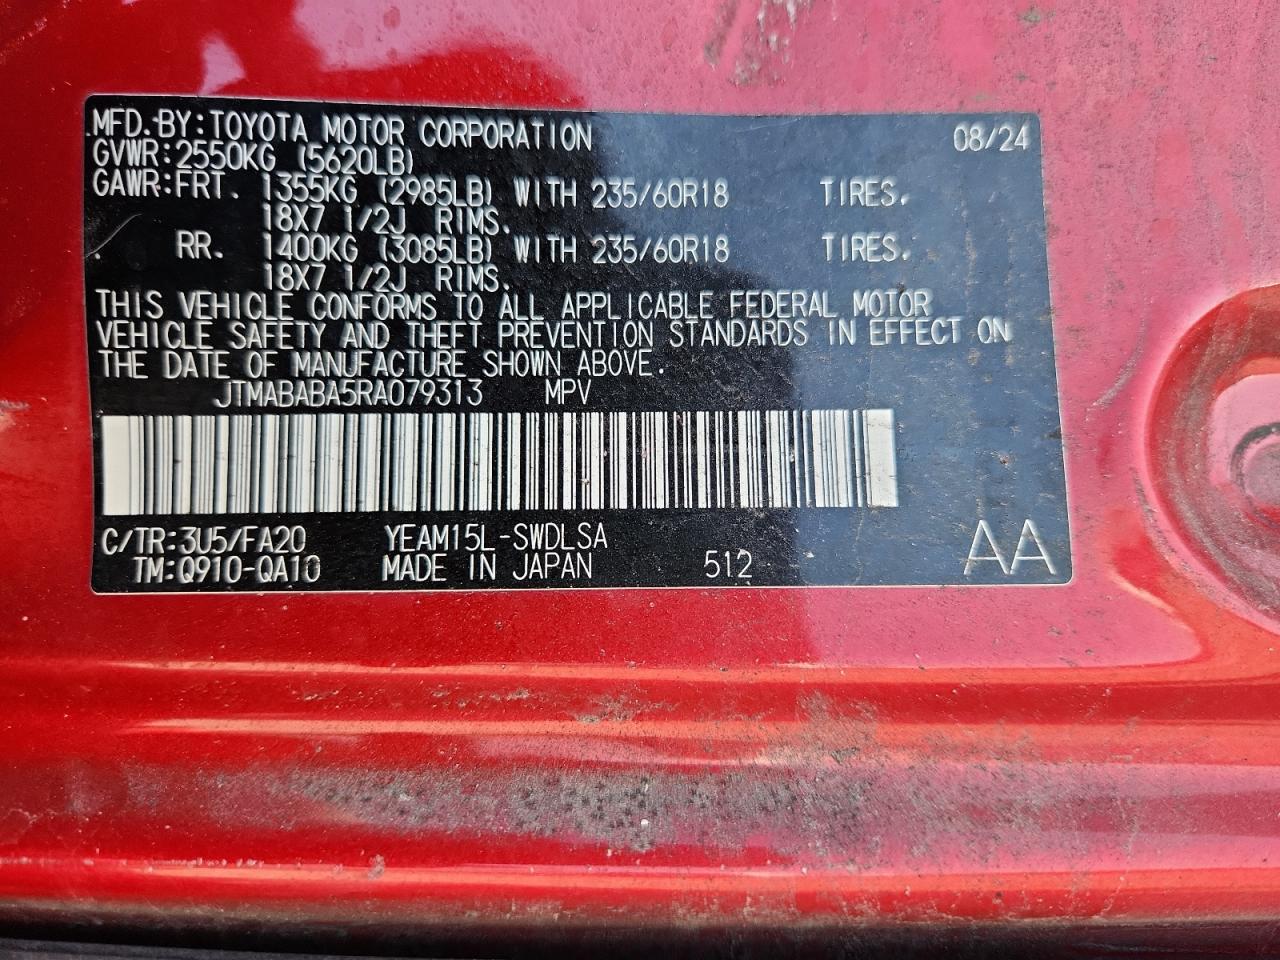 MFD.BY:TOYOTA MOTOR CORPORATION 08/24
GVWR:2550KG (5620LB)
GAWR:FRT. 1355KG (2985LB) WITH 235/60R18 TIRES.
18X7 1/2J RIMS.
RR. 1400KG (3085LB) WITH 235/60R18 TIRES.
18X7 1/2J RIMS.
THIS VEHICLE CONFORMS TO ALL APPLICABLE FEDERAL MOTOR
VEHICLE SAFETY AND THEFT PREVENTION STANDARDS IN EFFECT ON
THE DATE OF MANUFACTURE SHOWN ABOVE.
JTMABABA5RA079313 MPV
C/TR:3U5/FA20 YEAM15L-SWDLSA
TM:Q910-QA10 MADE IN JAPAN 512 AA